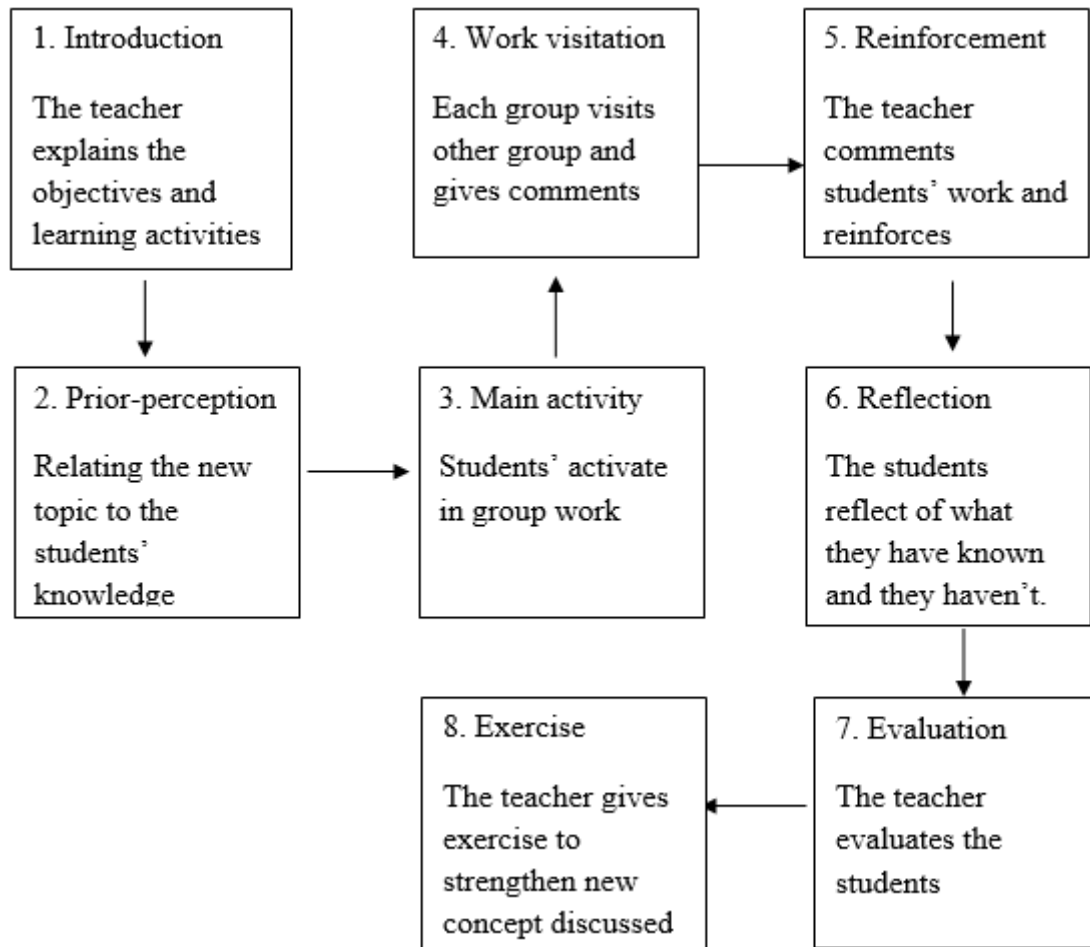 1. Introduction
The teacher
explains the
objectives and
learning activities
2. Prior-perception
Relating the new
topic to the
students’
knowledge
3. Main activity
Students’ activate
in group work
4. Work visitation
Each group visits
other group and
gives comments
5. Reinforcement
The teacher
comments
students’ work and
reinforces
6. Reflection
The students
reflect of what
they have known
and they haven’t.
7. Evaluation
The teacher
evaluates the
students
8. Exercise
The teacher gives
exercise to
strengthen new
concept discussed